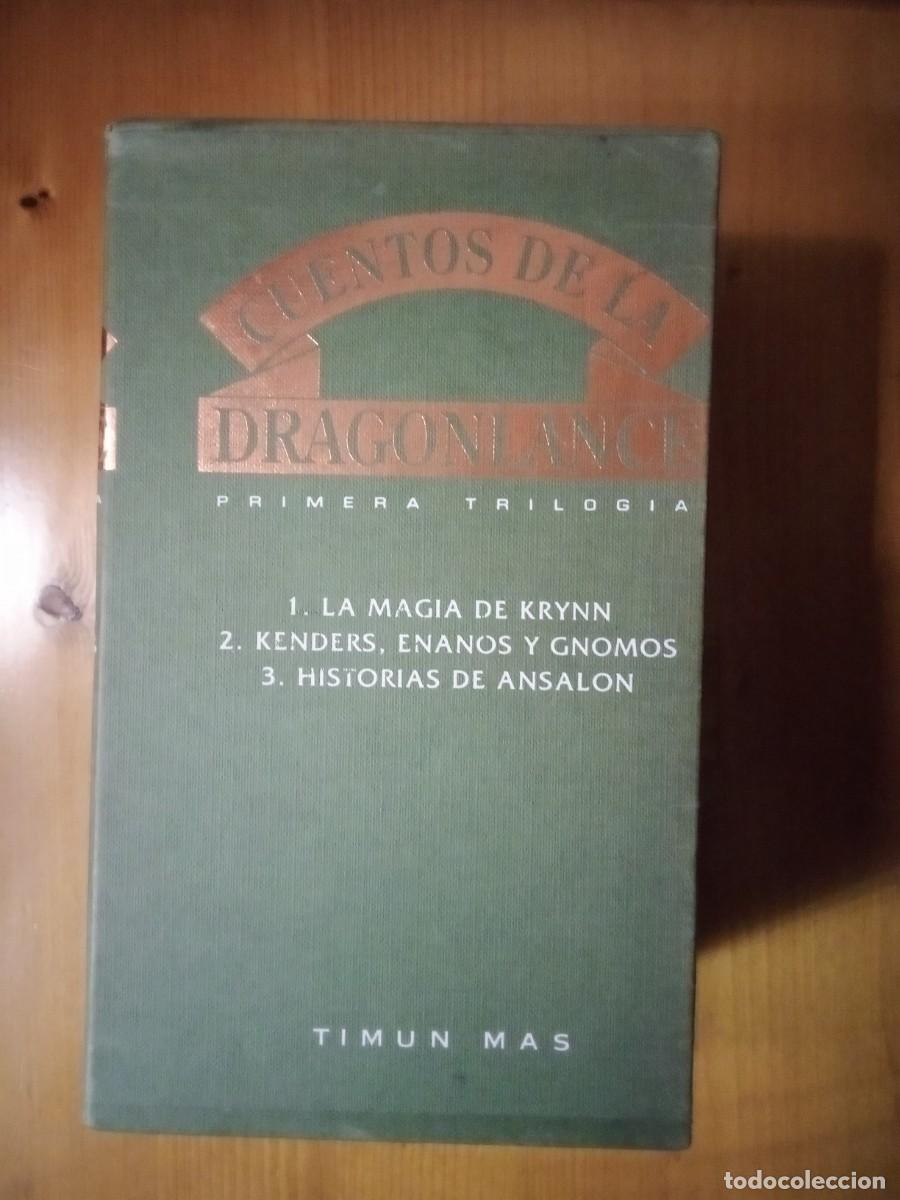 CUENTOS DE LA
DRAGONLANCE
PRIMERA TRILOGIA
1. LA MAGIA DE KRYNN
2. KENDERS, ENANOS Y GNOMOS
3. HISTORIAS DE ANSALON
TIMUN MAS
todocoleccion